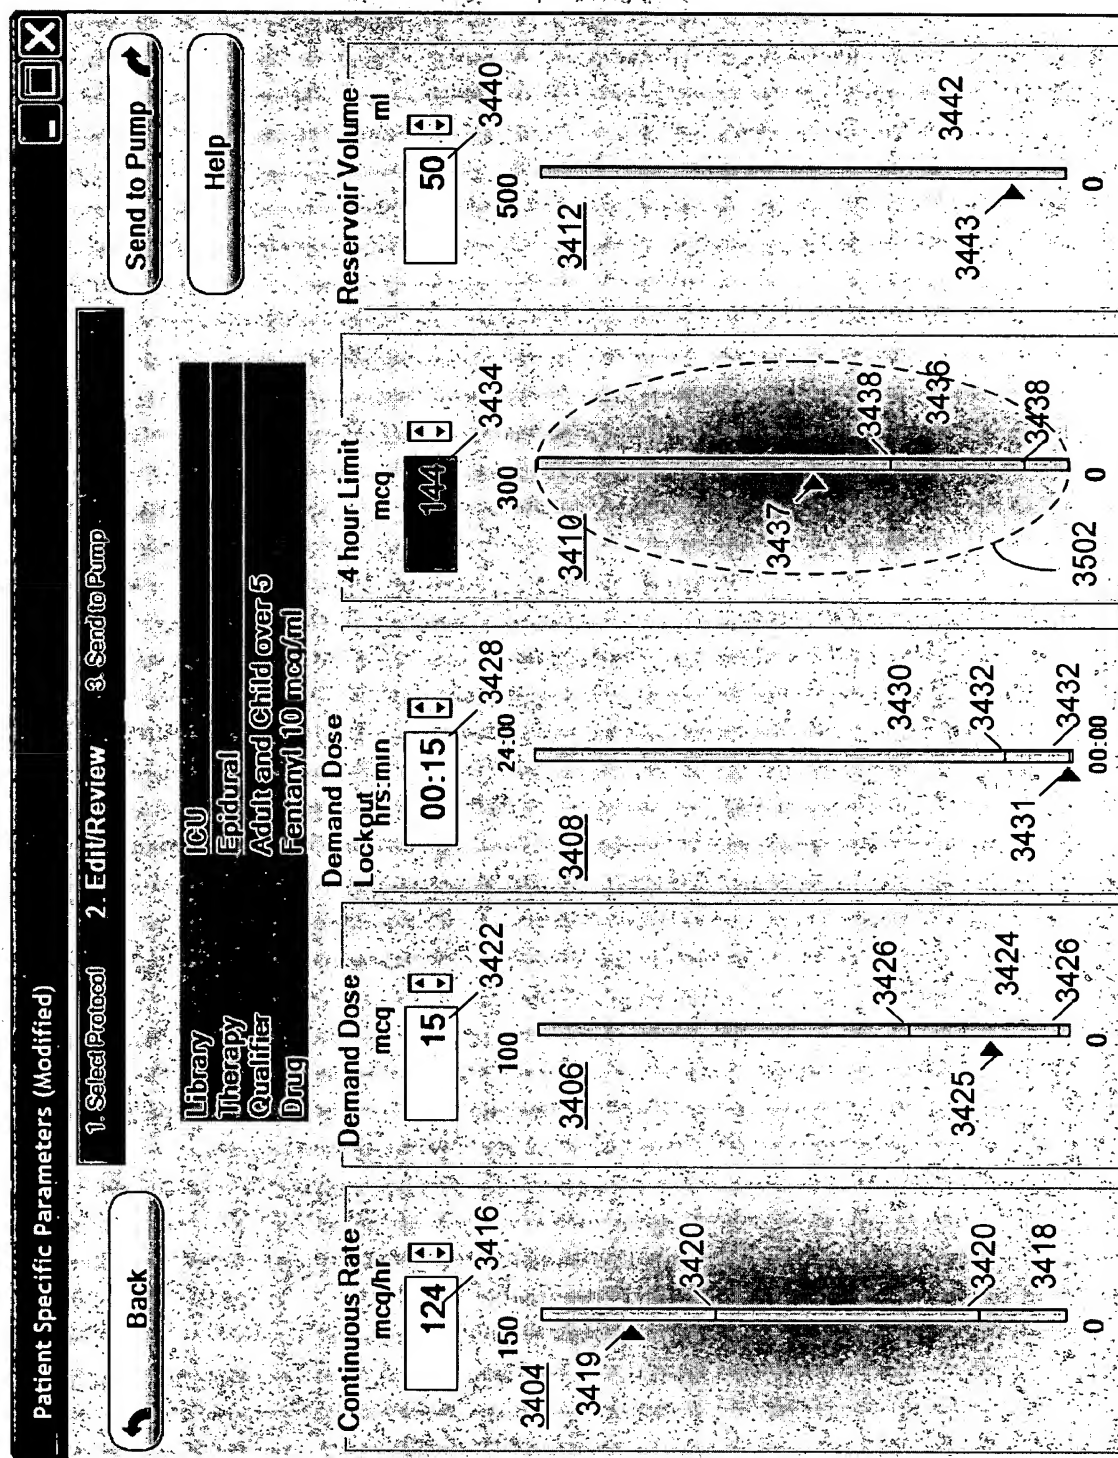 Patient Specific Parameters (Modified)
Back
1. Select Protocol 2. Edit/Review 3. Send to Pump
Send to Pump
Help
Library ICU
Therapy Epidural
Qualifier Adult and Child over 5
Drug Fentanyl 10 mcg/ml
Continuous Rate
mcq/hr
124
3416
150
3404
3419
3420
3420
3418
0
Demand Dose
mcq
15
3422
100
3406
3426
3425
3424
3426
0
Demand Dose
Lockout
hrs:min
00:15
3428
24:00
3408
3430
3432
3431
3432
00:00
4 hour Limit
mcq
144
3434
300
3410
3437
3438
3436
3438
0
3502
Reservoir Volume
ml
50
3440
500
3412
3442
3443
0